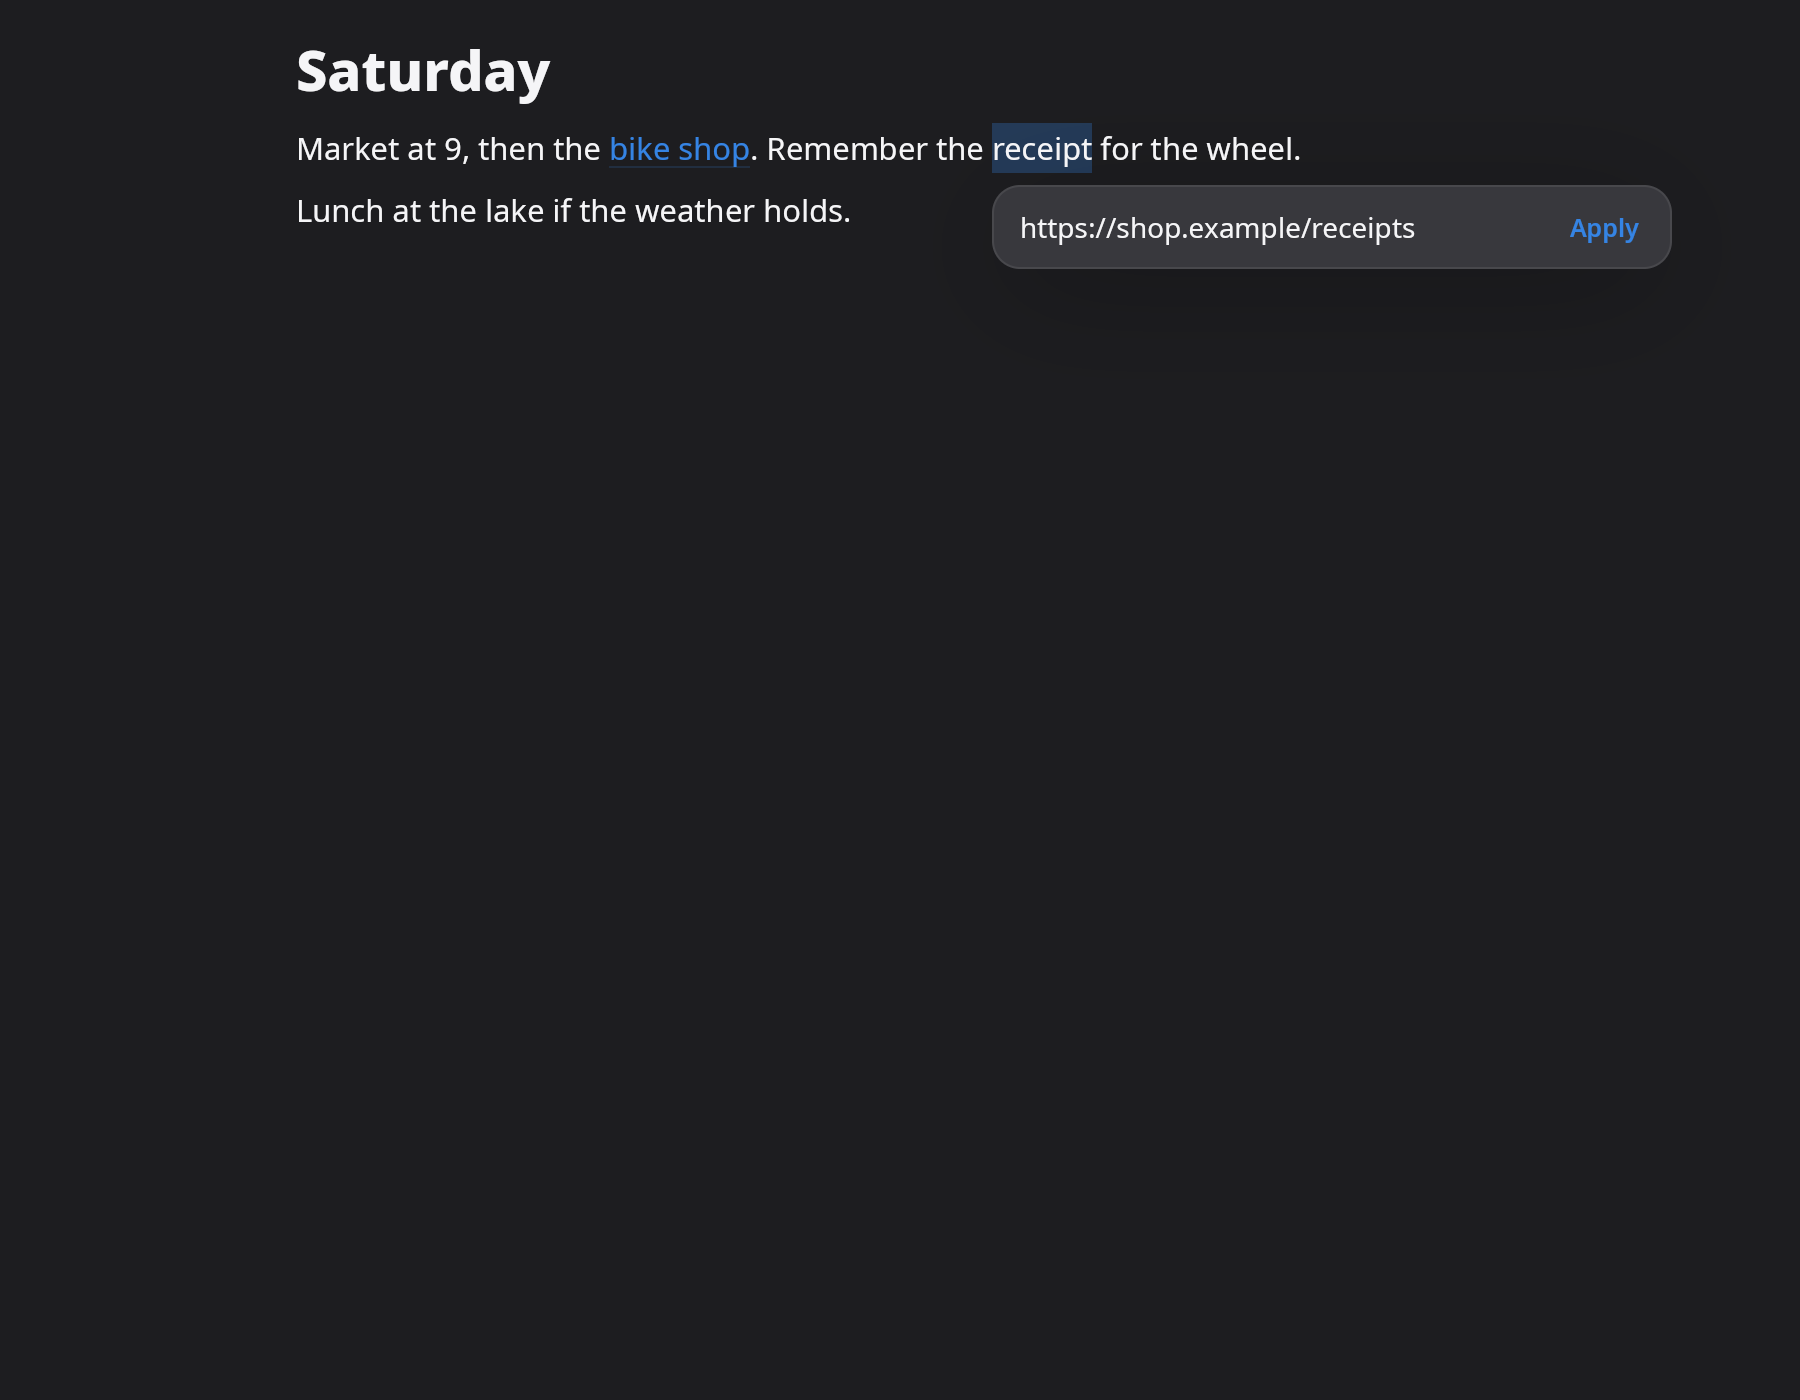 Saturday
Market at 9, then the bike shop. Remember the receipt for the wheel.
Lunch at the lake if the weather holds.
https://shop.example/receipts
Apply